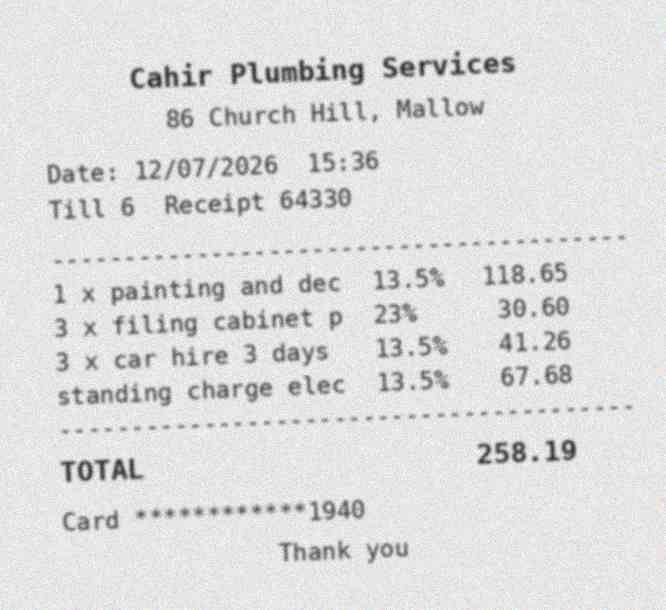 Cahir Plumbing Services
86 Church Hill, Mallow
Date: 12/07/2026  15:36
Till 6  Receipt 64330
----------------------------------------
1 x painting and dec  13.5%  118.65
3 x filing cabinet p  23%  30.60
3 x car hire 3 days  13.5%  41.26
standing charge elec  13.5%  67.68
----------------------------------------
TOTAL  258.19
Card ************1940
Thank you